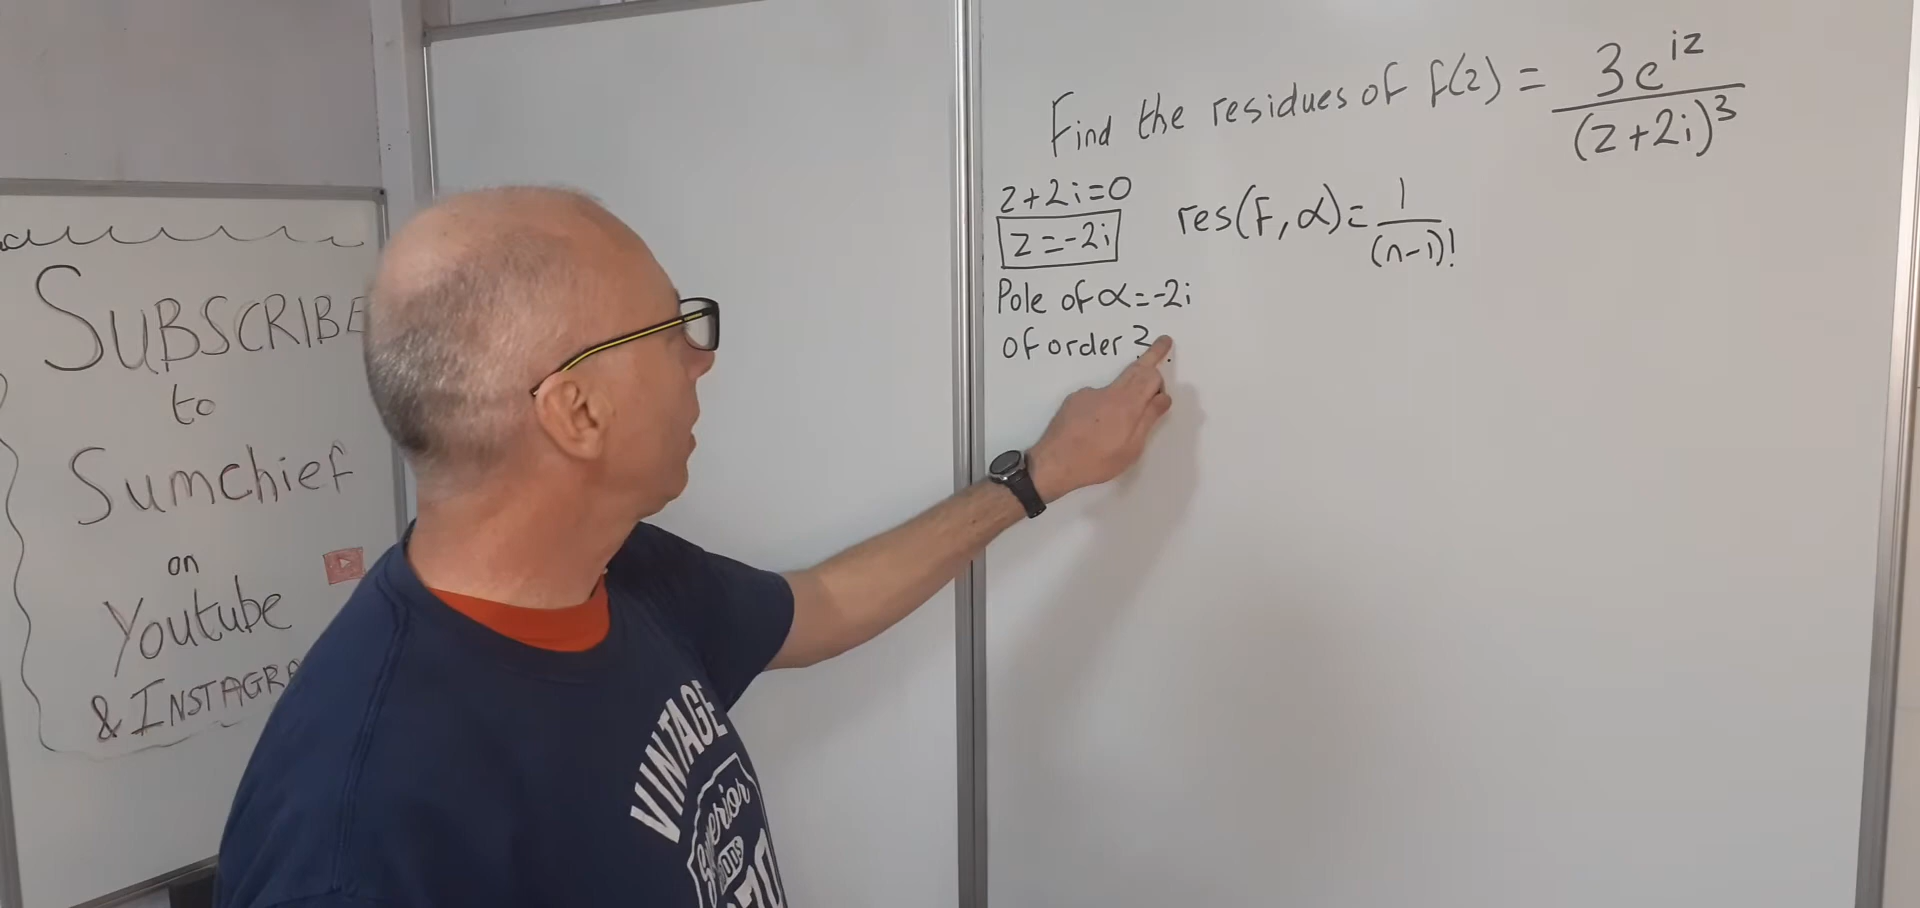 SUBSCRIBE
to
Sumchief
on
Youtube
& INSTAGRA
Find the residues of f(z) = 3e^{iz} / (z+2i)^3
z+2i=0
z=-2i
Pole of α=-2i
of order 3
res(f, α) = 1 / (n-1)!
VINTAGE
Superior